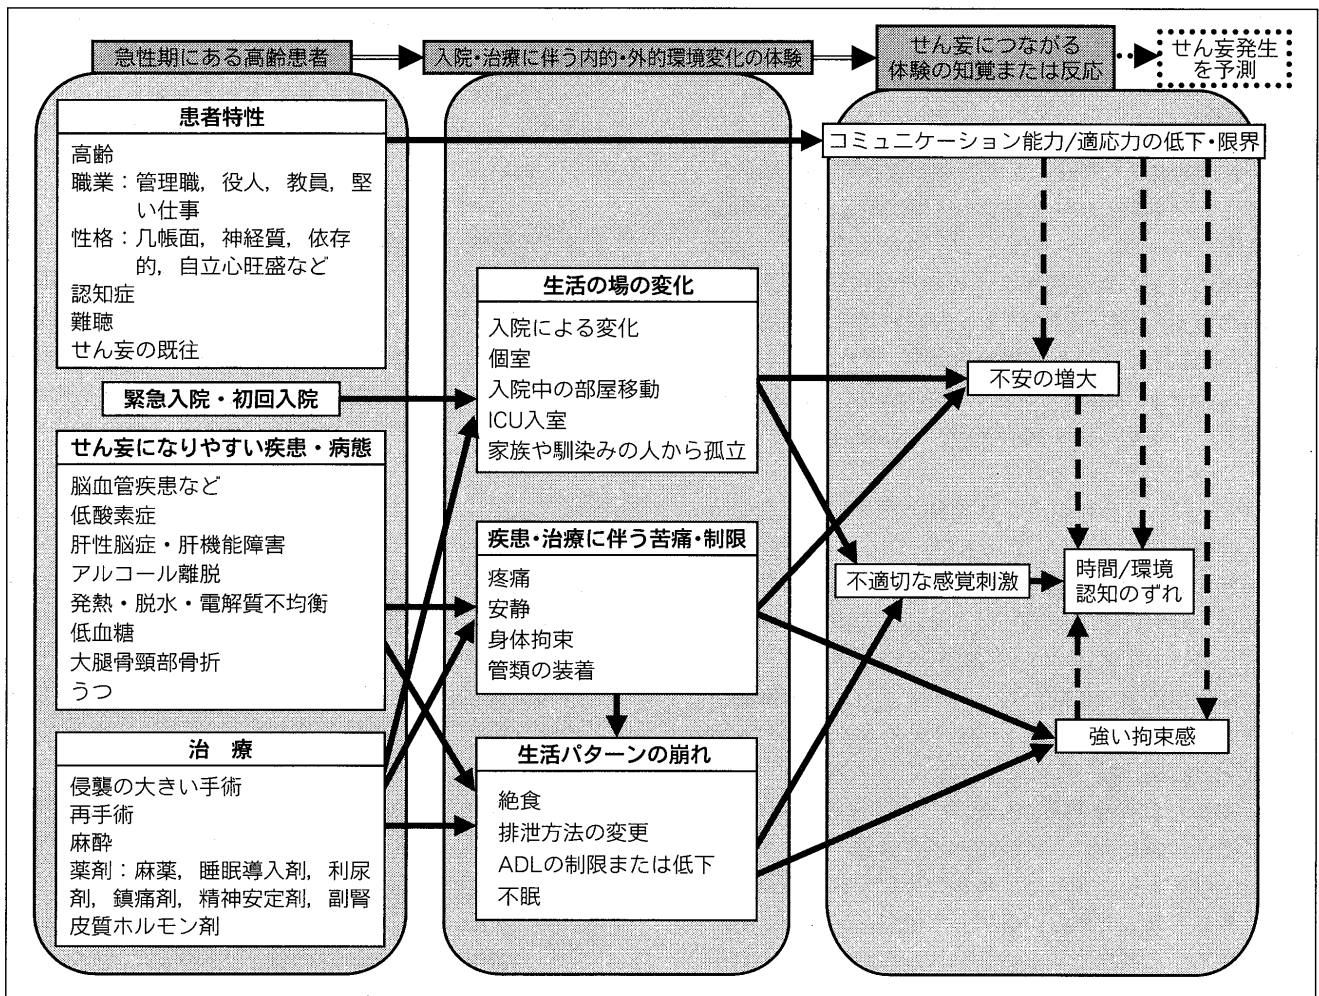 急性期にある高齢患者
入院・治療に伴う内的・外的環境変化の体験
せん妄につながる
体験の知覚または反応
せん妄発生
を予測
患者特性
高齢
職業：管理職，役人，教員，堅
い仕事
性格：几帳面，神経質，依存
的，自立心旺盛など
認知症
難聴
せん妄の既往
緊急入院・初回入院
せん妄になりやすい疾患・病態
脳血管疾患など
低酸素症
肝性脳症・肝機能障害
アルコール離脱
発熱・脱水・電解質不均衡
低血糖
大腿骨頸部骨折
うつ
治　療
侵襲の大きい手術
再手術
麻酔
薬剤：麻薬，睡眠導入剤，利尿
剤，鎮痛剤，精神安定剤，副腎
皮質ホルモン剤
生活の場の変化
入院による変化
個室
入院中の部屋移動
ICU入室
家族や馴染みの人から孤立
疾患・治療に伴う苦痛・制限
疼痛
安静
身体拘束
管類の装着
生活パターンの崩れ
絶食
排泄方法の変更
ADLの制限または低下
不眠
コミュニケーション能力/適応力の低下・限界
不安の増大
不適切な感覚刺激
時間/環境
認知のずれ
強い拘束感